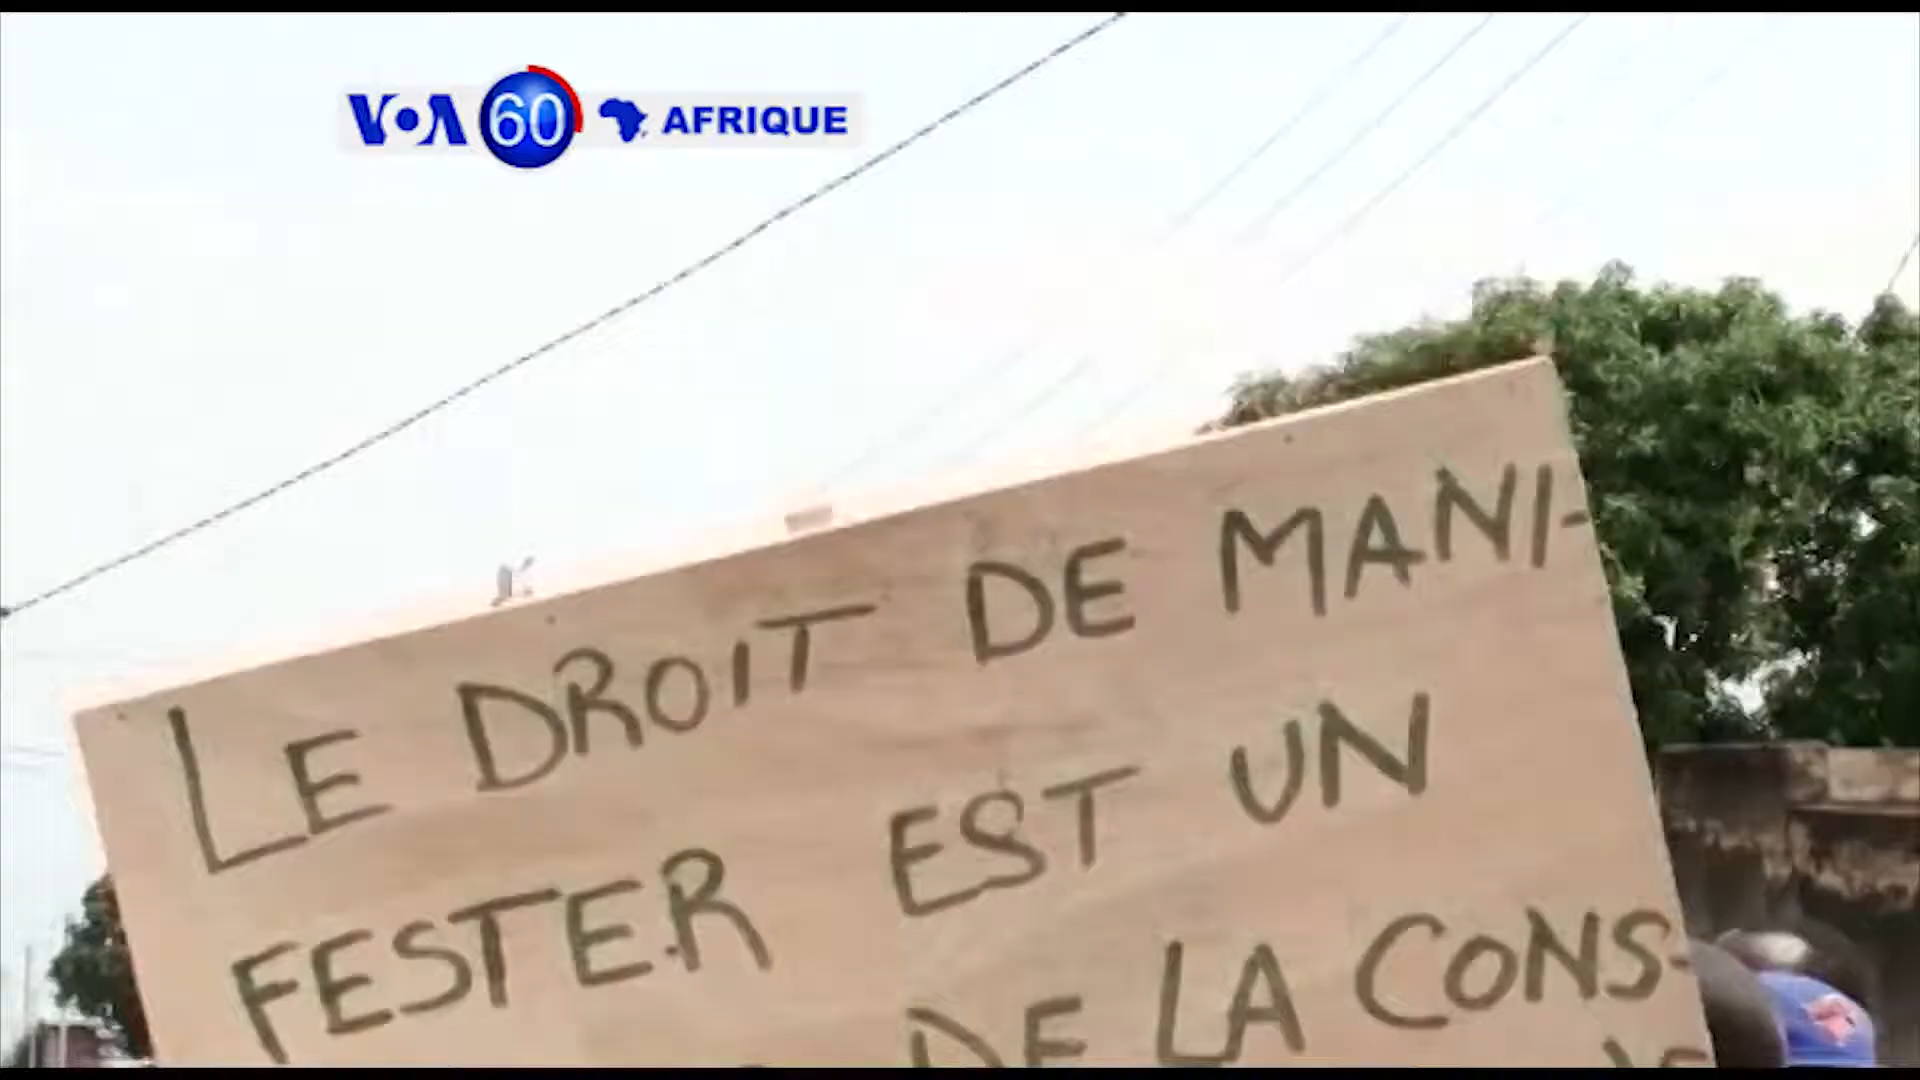 VOA 60 AFRIQUE
LE DROIT DE MANI-
FESTER EST UN
DE LA CONS-